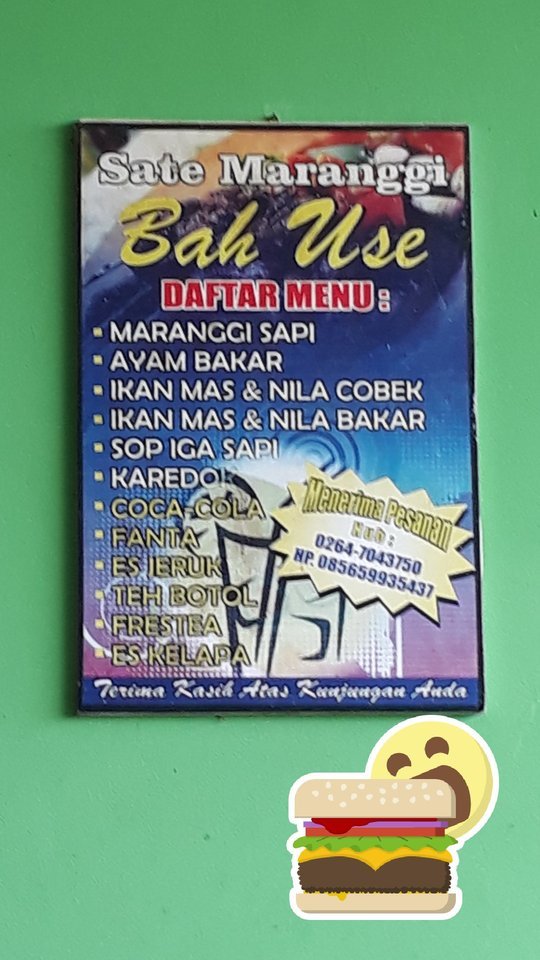 Sate Maranggi
Bah Use
DAFTAR MENU :
MARANGGI SAPI
AYAM BAKAR
IKAN MAS & NILA COBEK
IKAN MAS & NILA BAKAR
SOP IGA SAPI
KAREDOK
COCA-COLA
FANTA
ES JERUK
TEH BOTOL
FRESTEA
ES KELAPA
Menerima Pesanan
Hub :
0264-7043750
HP. 085659935437
Terima Kasih Atas Kunjungan Anda